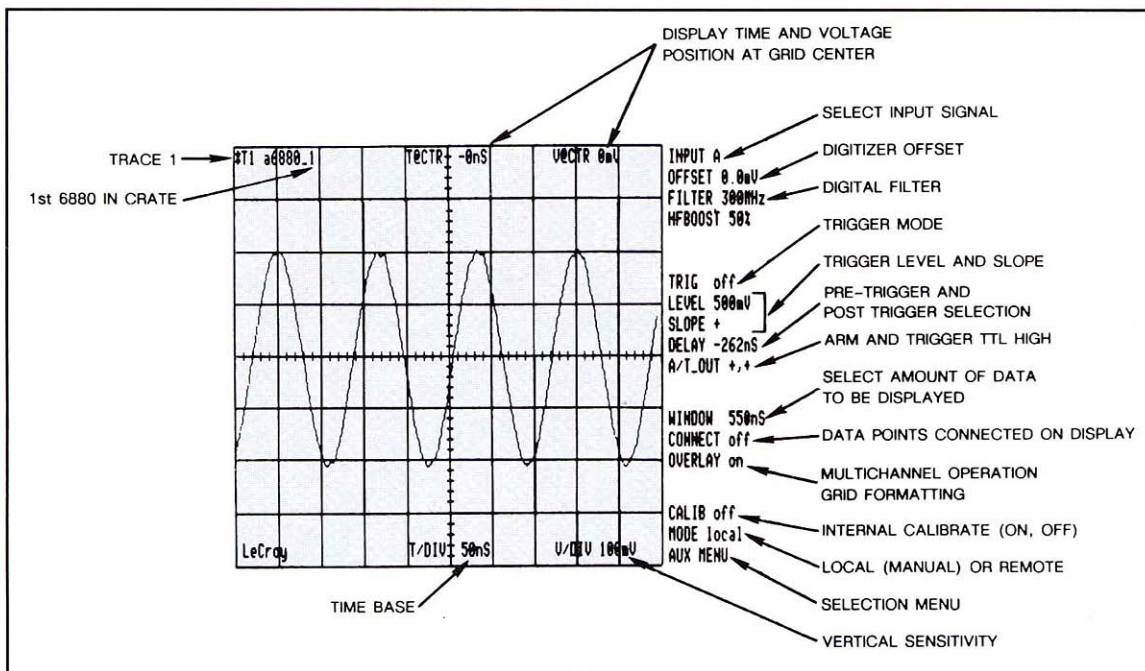 DISPLAY TIME AND VOLTAGE
POSITION AT GRID CENTER
TRACE 1
1st 6880 IN CRATE
‡T1 a6880_1 T@CTR -0nS V@CTR 0mV
LeCroy T/DIV 50nS V/DIV 100mV
TIME BASE
INPUT A
OFFSET 0.0mV
FILTER 300MHz
HFBOOST 50%
TRIG off
LEVEL 500mV
SLOPE +
DELAY -262nS
A/T_OUT +,+
WINDOW 550nS
CONNECT off
OVERLAY on
CALIB off
MODE local
AUX MENU
SELECT INPUT SIGNAL
DIGITIZER OFFSET
DIGITAL FILTER
TRIGGER MODE
TRIGGER LEVEL AND SLOPE
PRE-TRIGGER AND
POST TRIGGER SELECTION
ARM AND TRIGGER TTL HIGH
SELECT AMOUNT OF DATA
TO BE DISPLAYED
DATA POINTS CONNECTED ON DISPLAY
MULTICHANNEL OPERATION
GRID FORMATTING
INTERNAL CALIBRATE (ON, OFF)
LOCAL (MANUAL) OR REMOTE
SELECTION MENU
VERTICAL SENSITIVITY